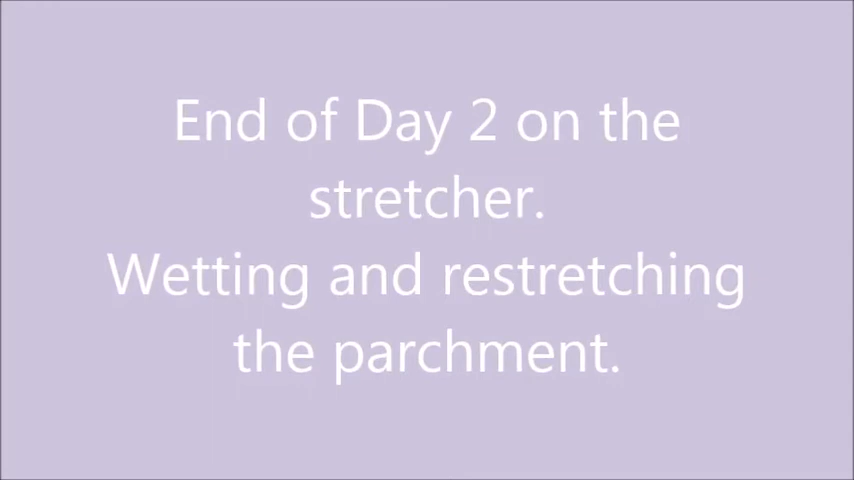 End of Day 2 on the
stretcher.
Wetting and restretching
the parchment.